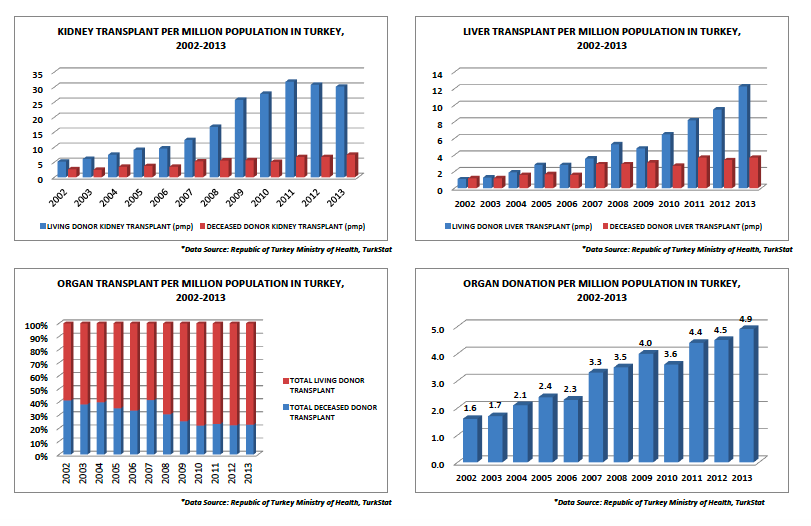 KIDNEY TRANSPLANT PER MILLION POPULATION IN TURKEY,
2002-2013
35
30
25
20
15
10
5
0
2002 2003 2004 2005 2006 2007 2008 2009 2010 2011 2012 2013
LIVING DONOR KIDNEY TRANSPLANT (pmp) DECEASED DONOR KIDNEY TRANSPLANT (pmp)
*Data Source: Republic of Turkey Ministry of Health, TurkStat
LIVER TRANSPLANT PER MILLION POPULATION IN TURKEY,
2002-2013
14
12
10
8
6
4
2
0
2002 2003 2004 2005 2006 2007 2008 2009 2010 2011 2012 2013
LIVING DONOR LIVER TRANSPLANT (pmp) DECEASED DONOR LIVER TRANSPLANT (pmp)
*Data Source: Republic of Turkey Ministry of Health, TurkStat
ORGAN TRANSPLANT PER MILLION POPULATION IN TURKEY,
2002-2013
100%
90%
80%
70%
60%
50%
40%
30%
20%
10%
0%
2002 2003 2004 2005 2006 2007 2008 2009 2010 2011 2012 2013
TOTAL LIVING DONOR
TRANSPLANT
TOTAL DECEASED DONOR
TRANSPLANT
*Data Source: Republic of Turkey Ministry of Health, TurkStat
ORGAN DONATION PER MILLION POPULATION IN TURKEY,
2002-2013
5.0
4.0
3.0
2.0
1.0
0.0
1.6 1.7 2.1 2.4 2.3 3.3 3.5 4.0 3.6 4.4 4.5 4.9
2002 2003 2004 2005 2006 2007 2008 2009 2010 2011 2012 2013
*Data Source: Republic of Turkey Ministry of Health, TurkStat